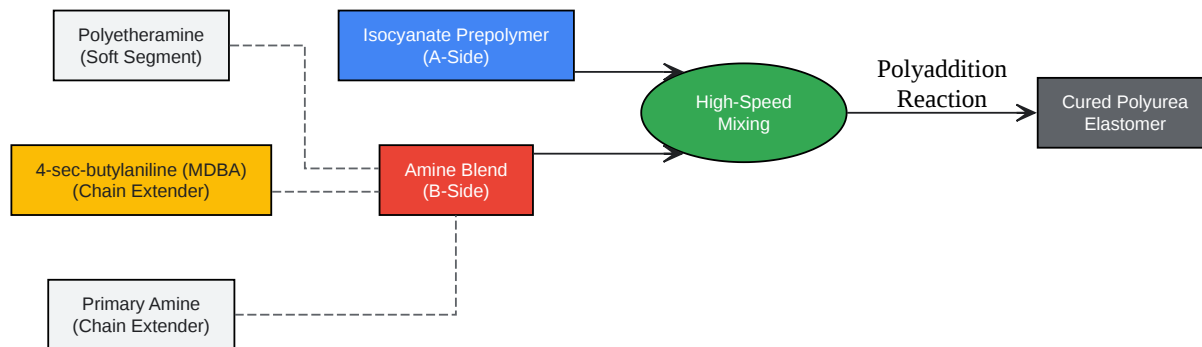 Polyetheramine
(Soft Segment)
Isocyanate Prepolymer
(A-Side)
High-Speed
Mixing
Polyaddition
Reaction
Cured Polyurea
Elastomer
4-sec-butylaniline (MDBA)
(Chain Extender)
Amine Blend
(B-Side)
Primary Amine
(Chain Extender)